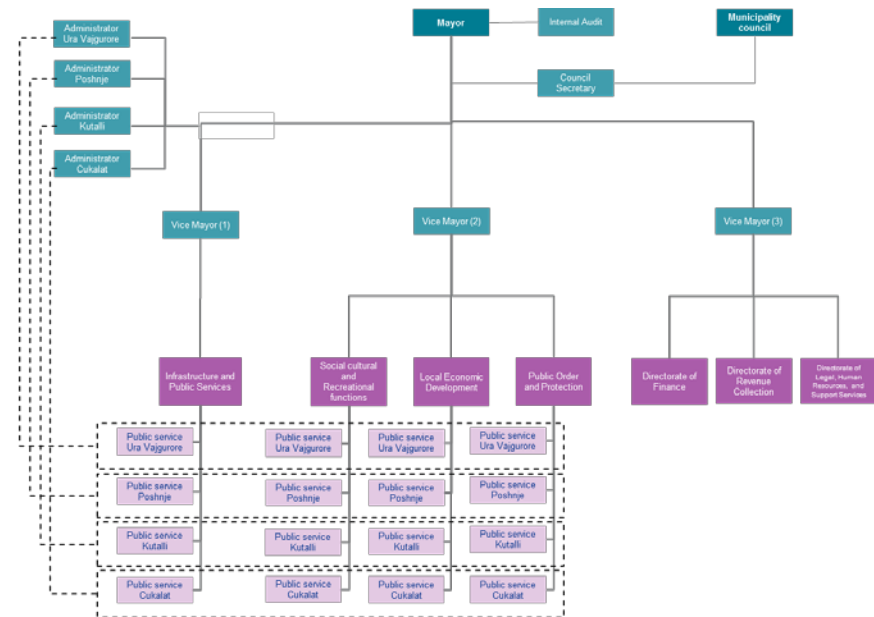 Administrator
Ura Vajgurore
Mayor
Internal Audit
Municipality
council
Administrator
Poshnje
Council
Secretary
Administrator
Kutalli
Administrator
Cukalat
Vice Mayor (1)
Vice Mayor (2)
Vice Mayor (3)
Infrastructure and
Public Services
Social cultural
and
Recreational
functions
Local Economic
Development
Public Order
and Protection
Directorate of
Finance
Directorate of
Revenue
Collection
Directorate of
Legal, Human
Resources, and
Support Services
Public service
Ura Vajgurore
Public service
Ura Vajgurore
Public service
Ura Vajgurore
Public service
Ura Vajgurore
Public service
Poshnje
Public service
Poshnje
Public service
Poshnje
Public service
Poshnje
Public service
Kutalli
Public service
Kutalli
Public service
Kutalli
Public service
Kutalli
Public service
Cukalat
Public service
Cukalat
Public service
Cukalat
Public service
Cukalat